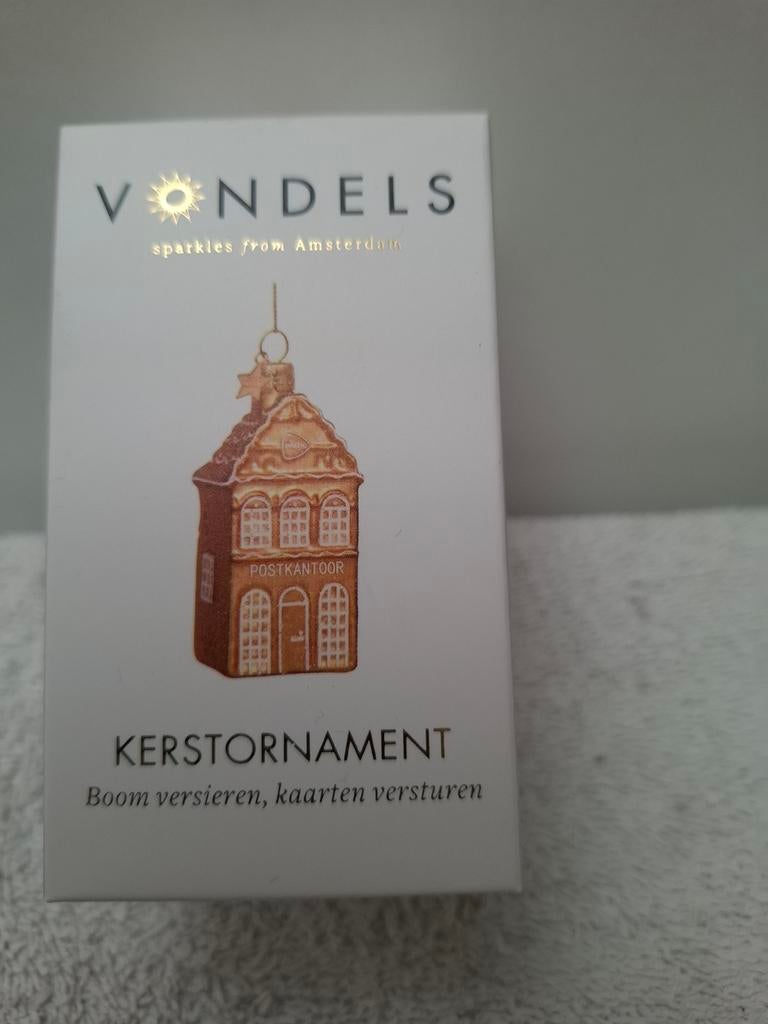 VONDELS
sparkles from Amsterdam
POSTKANTOOR
KERSTORNAMENT
Boom versieren, kaarten versturen